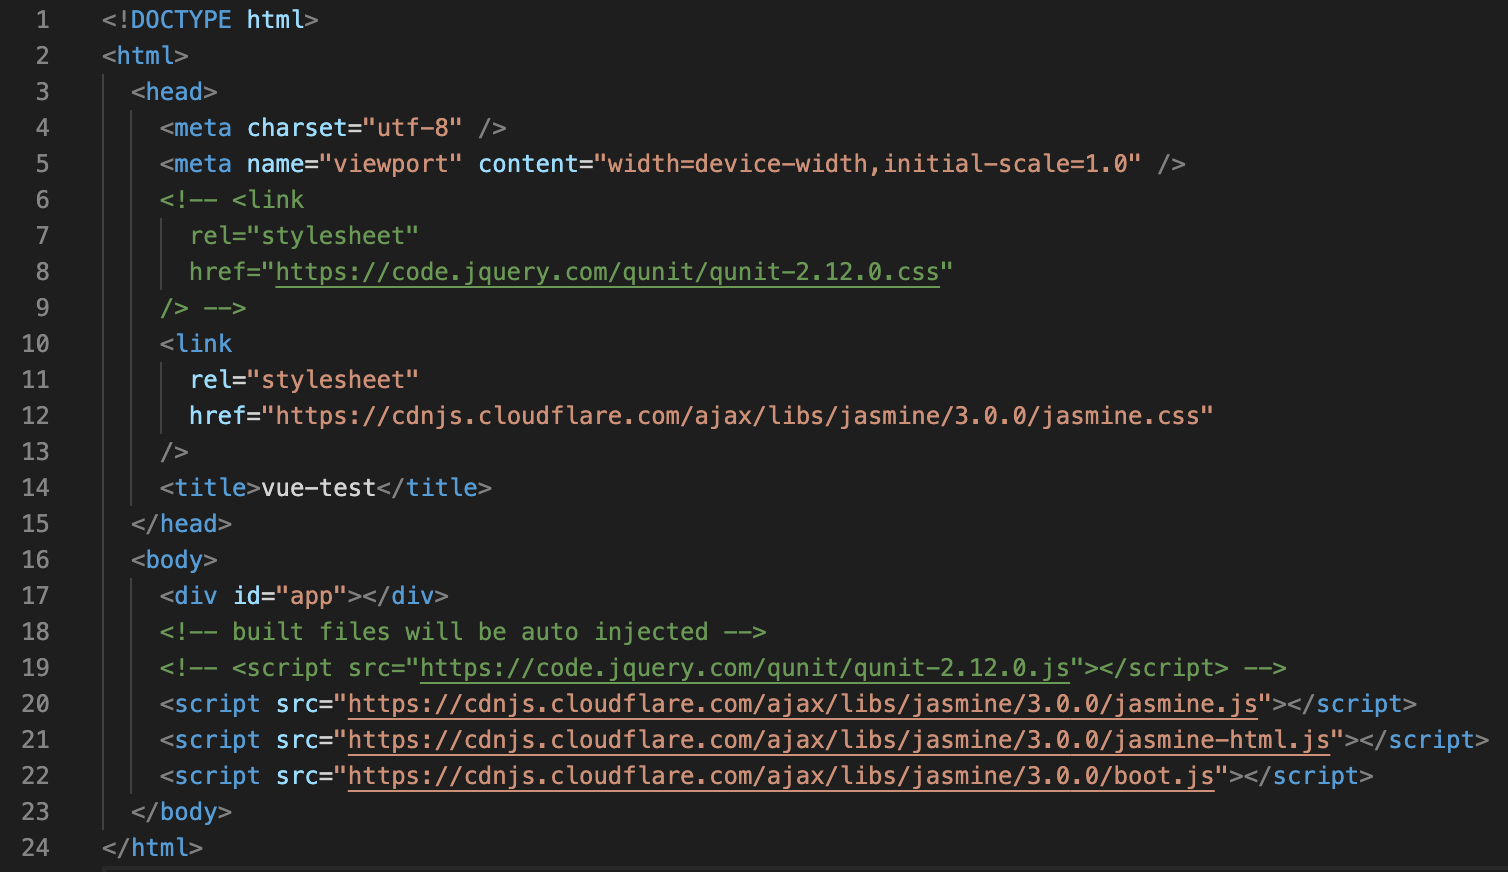 1 <!DOCTYPE html>
2 <html>
3 <head>
4 <meta charset="utf-8" />
5 <meta name="viewport" content="width=device-width,initial-scale=1.0" />
6 <!-- <link
7 rel="stylesheet"
8 href="https://code.jquery.com/qunit/qunit-2.12.0.css"
9 /> -->
10 <link
11 rel="stylesheet"
12 href="https://cdnjs.cloudflare.com/ajax/libs/jasmine/3.0.0/jasmine.css"
13 />
14 <title>vue-test</title>
15 </head>
16 <body>
17 <div id="app"></div>
18 <!-- built files will be auto injected -->
19 <!-- <script src="https://code.jquery.com/qunit/qunit-2.12.0.js"></script> -->
20 <script src="https://cdnjs.cloudflare.com/ajax/libs/jasmine/3.0.0/jasmine.js"></script>
21 <script src="https://cdnjs.cloudflare.com/ajax/libs/jasmine/3.0.0/jasmine-html.js"></script>
22 <script src="https://cdnjs.cloudflare.com/ajax/libs/jasmine/3.0.0/boot.js"></script>
23 </body>
24 </html>